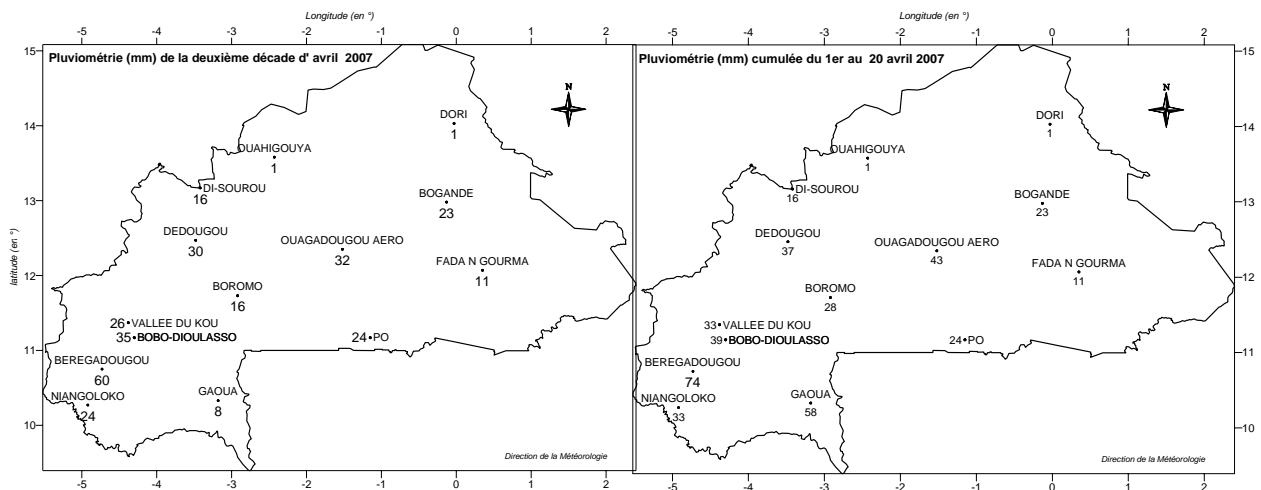 Longitude (en °)
-5 -4 -3 -2 -1 0 1 2
Pluviométrie (mm) de la deuxième décade d' avril 2007
N
15
14
13
12
11
10
latitude (en °)
DORI
1
OUAHIGOUYA
1
DI-SOUROU
16
BOGANDE
23
DEDOUGOU
30
OUAGADOUGOU AERO
32
FADA N GOURMA
11
BOROMO
16
26 VALLEE DU KOU
35 BOBO-DIOULASSO
24 PO
BEREGADOUGOU
60
NIANGOLOKO
24
GAOUA
8
Direction de la Météorologie
-5 -4 -3 -2 -1 0 1 2
Longitude (en °)
-5 -4 -3 -2 -1 0 1 2
Pluviométrie (mm) cumulée du 1er au 20 avril 2007
N
15
14
13
12
11
10
DORI
1
OUAHIGOUYA
1
DI-SOUROU
16
BOGANDE
23
DEDOUGOU
37
OUAGADOUGOU AERO
43
FADA N GOURMA
11
BOROMO
28
33 VALLEE DU KOU
39 BOBO-DIOULASSO
24 PO
BEREGADOUGOU
74
NIANGOLOKO
33
GAOUA
58
Direction de la Météorologie
-5 -4 -3 -2 -1 0 1 2